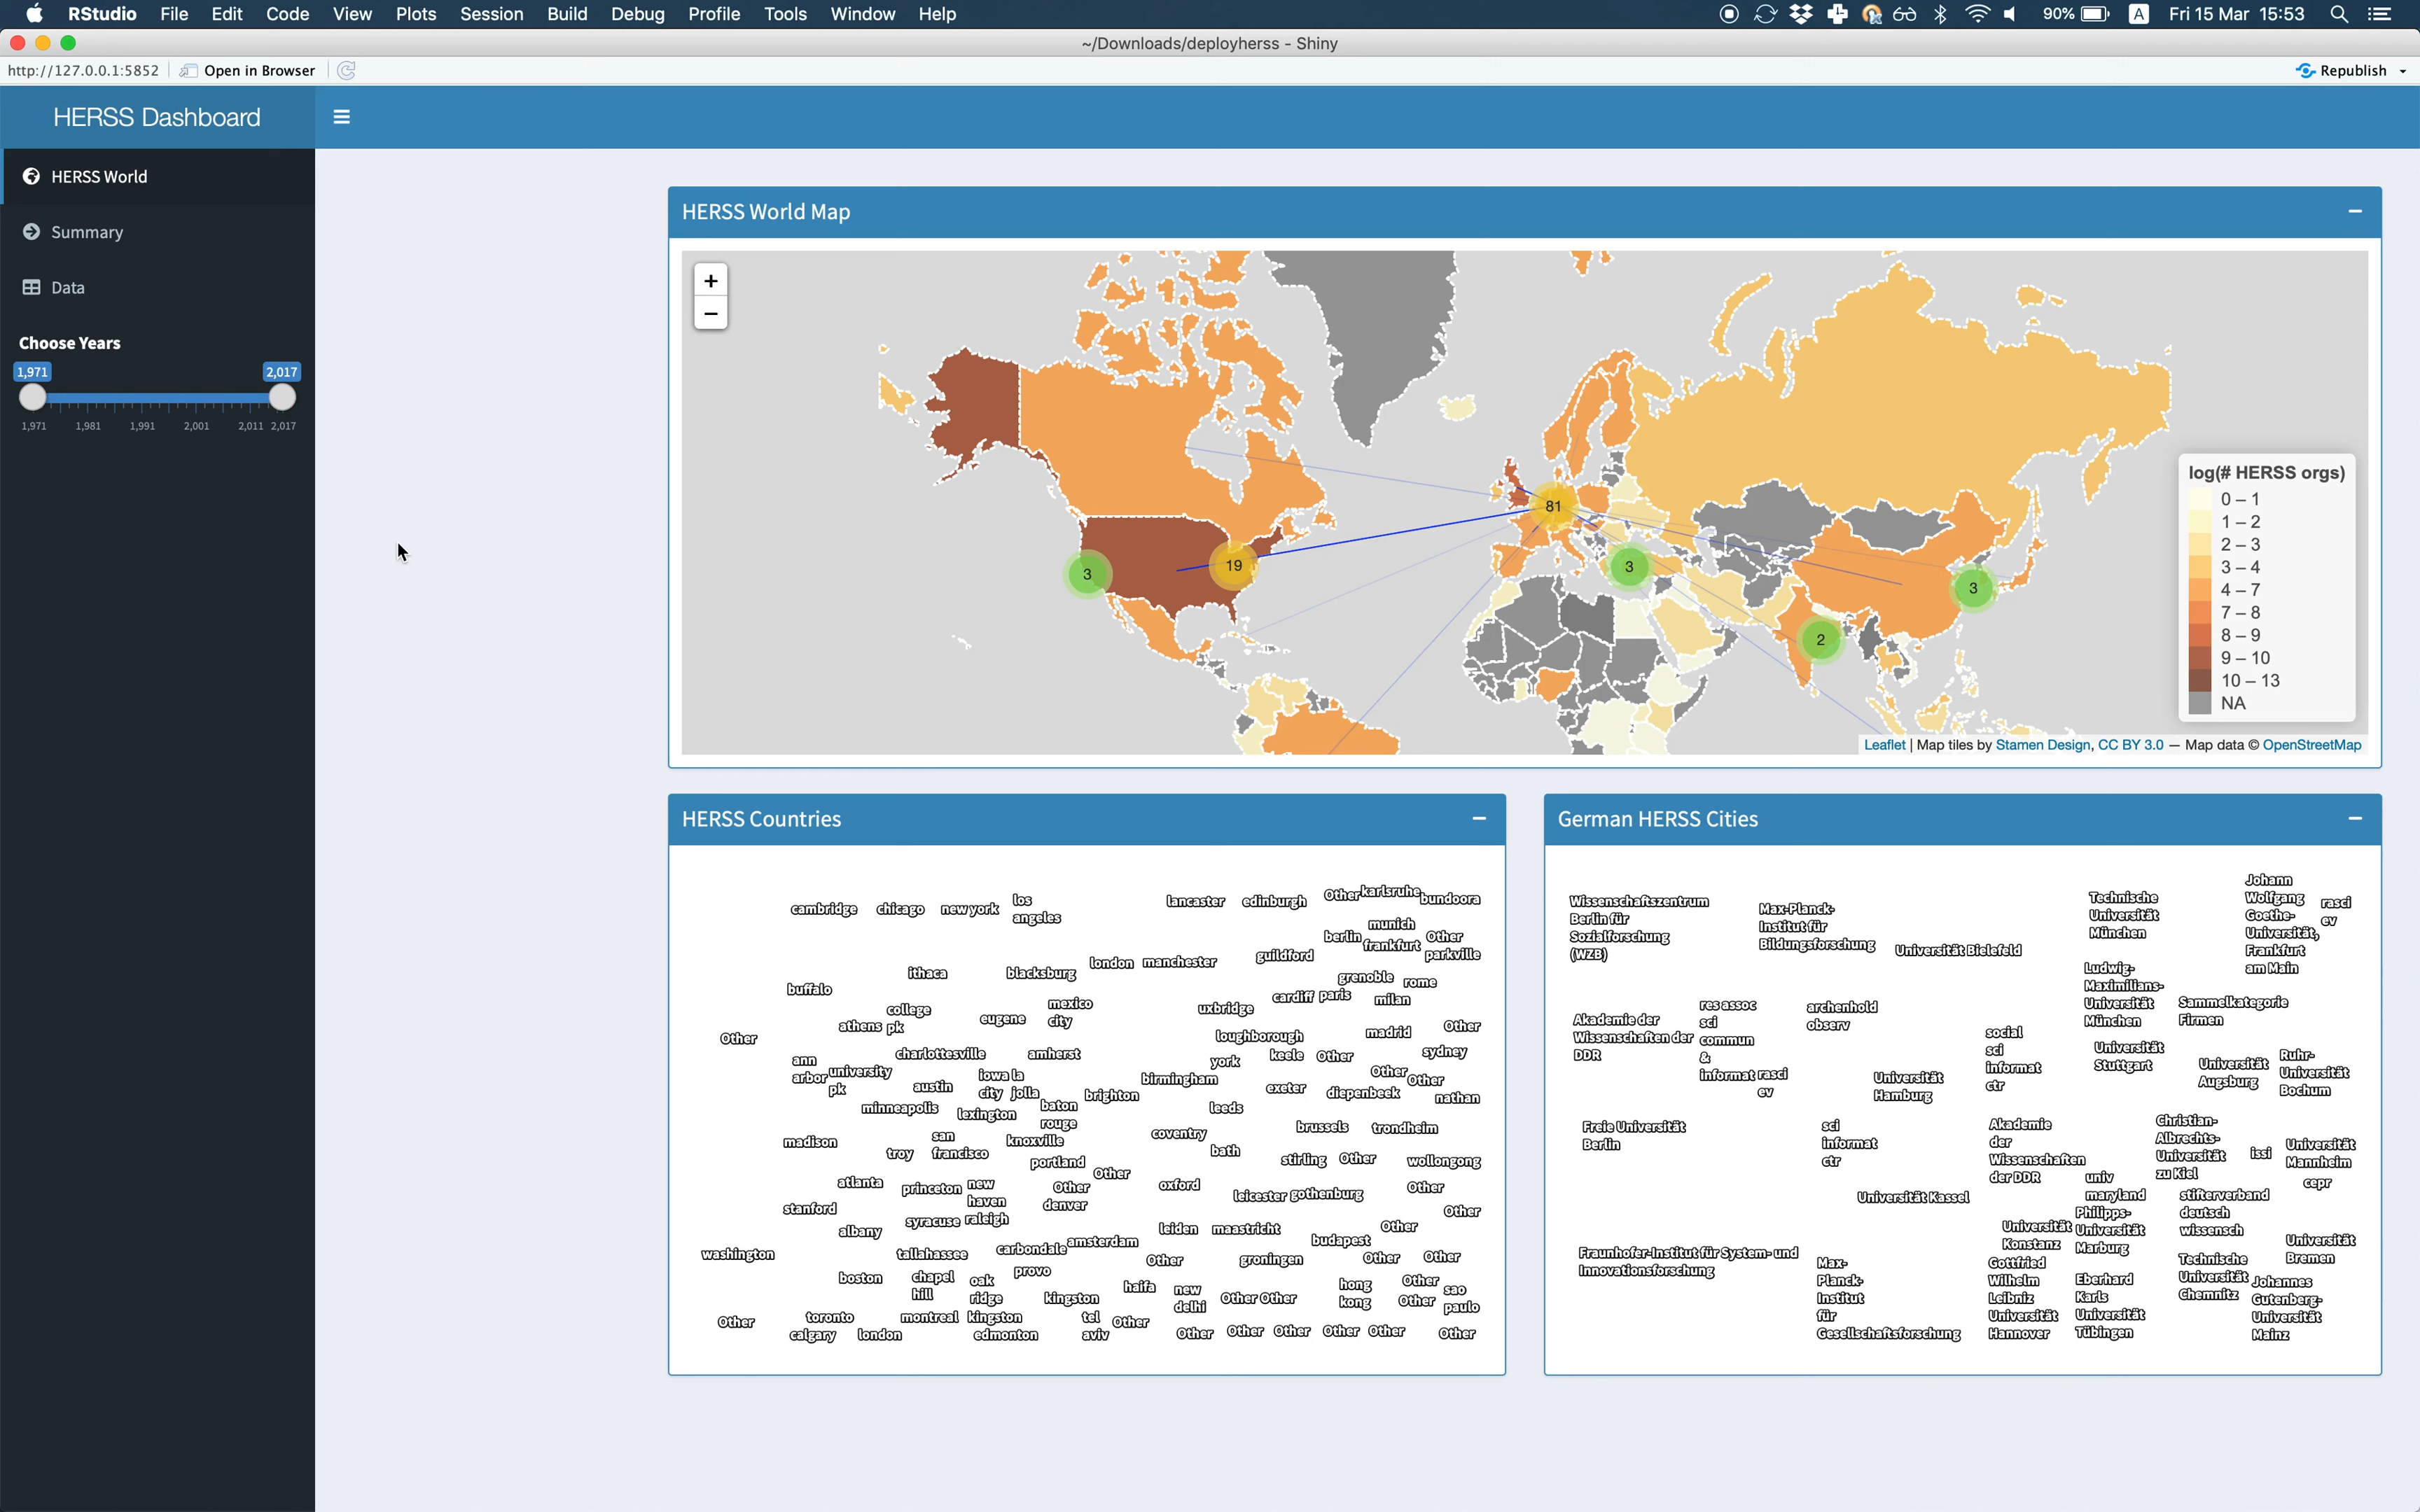 RStudio File Edit Code View Plots Session Build Debug Profile Tools Window Help
90% A Fri 15 Mar 15:53
~/Downloads/deployherss - Shiny
http://127.0.0.1:5852 Open in Browser
Republish
HERSS Dashboard
HERSS World
Summary
Data
Choose Years
1,971
2,017
1,971 1,981 1,991 2,001 2,011 2,017
HERSS World Map
+
−
3
19
81
3
2
3
log(# HERSS orgs)
0 – 1
1 – 2
2 – 3
3 – 4
4 – 7
7 – 8
8 – 9
9 – 10
10 – 13
NA
Leaflet | Map tiles by Stamen Design, CC BY 3.0 — Map data © OpenStreetMap
HERSS Countries
cambridge
chicago
new york
los
angeles
lancaster
edinburgh
Other
karlsruhe
bundoora
munich
berlin
frankfurt
Other
parkville
ithaca
blacksburg
london
manchester
guildford
grenoble
rome
buffalo
college
pk
athens
eugene
mexico
city
uxbridge
cardiff
paris
milan
Other
loughborough
madrid
Other
ann
arbor
charlottesville
amherst
york
keele
Other
sydney
university
pk
austin
iowa
city
la
jolla
birmingham
exeter
Other
Other
diepenbeek
nathan
minneapolis
lexington
baton
rouge
brighton
leeds
madison
san
francisco
knoxville
coventry
brussels
trondheim
troy
portland
Other
bath
stirling
Other
wollongong
atlanta
princeton
new
haven
Other
denver
oxford
leicester
gothenburg
Other
stanford
syracuse
raleigh
Other
albany
leiden
maastricht
Other
washington
tallahassee
carbondale
amsterdam
Other
groningen
budapest
Other
Other
boston
chapel
hill
oak
ridge
provo
haifa
new
delhi
Other
Other
hong
kong
Other
Other
sao
paulo
Other
toronto
calgary
london
montreal
kingston
kingston
edmonton
tel
aviv
Other
Other
Other
Other
Other
Other
Other
German HERSS Cities
Wissenschaftszentrum
Berlin für
Sozialforschung
(WZB)
Max-Planck-
Institut für
Bildungsforschung
Universität Bielefeld
Technische
Universität
München
Johann
Wolfgang
Goethe-
Universität,
Frankfurt
am Main
rasci
ev
Akademie der
Wissenschaften der
DDR
res assoc
sci
commun
&
informat
rasci
ev
archenhold
observ
Universität
Hamburg
social
sci
informat
ctr
Ludwig-
Maximilians-
Universität
München
Sammelkategorie
Firmen
Universität
Stuttgart
Universität
Augsburg
Ruhr-
Universität
Bochum
Freie Universität
Berlin
sci
informat
ctr
Universität Kassel
Akademie
der
Wissenschaften
der DDR
univ
maryland
Christian-
Albrechts-
Universität
zu Kiel
issi
Universität
Mannheim
cepr
Universität
Konstanz
Philipps-
Universität
Marburg
stifterverband
deutsch
wissensch
Universität
Bremen
Fraunhofer-Institut für System- und
Innovationsforschung
Max-
Planck-
Institut
für
Gesellschaftsforschung
Gottfried
Wilhelm
Leibniz
Universität
Hannover
Eberhard
Karls
Universität
Tübingen
Technische
Universität
Chemnitz
Johannes
Gutenberg-
Universität
Mainz